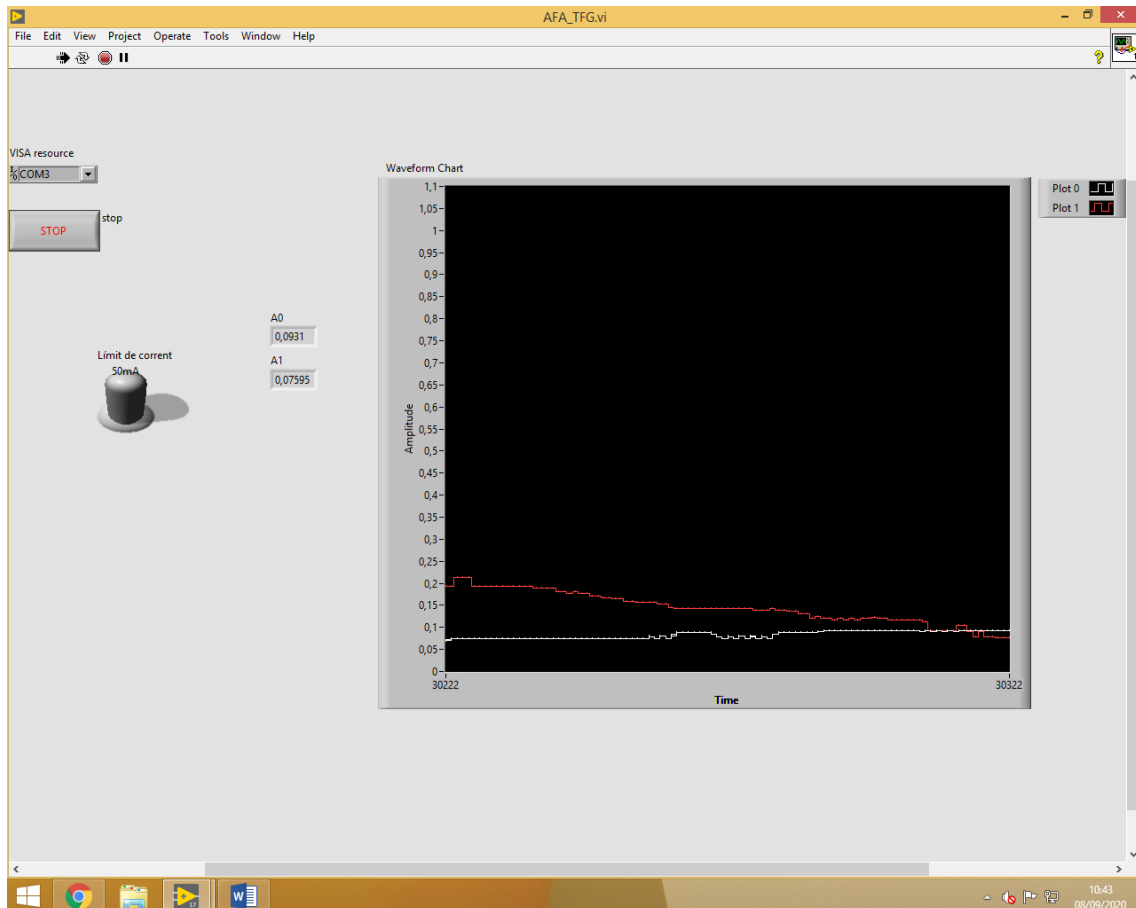 AFA_TFG.vi
File Edit View Project Operate Tools Window Help
VISA resource
COM3
STOP
stop
Límit de corrent
50mA
A0
0,0931
A1
0,07595
Waveform Chart
Plot 0
Plot 1
Amplitude
1,1
1,05
1
0,95
0,9
0,85
0,8
0,75
0,7
0,65
0,6
0,55
0,5
0,45
0,4
0,35
0,3
0,25
0,2
0,15
0,1
0,05
0
30222
30322
Time
10:43
08/09/2020